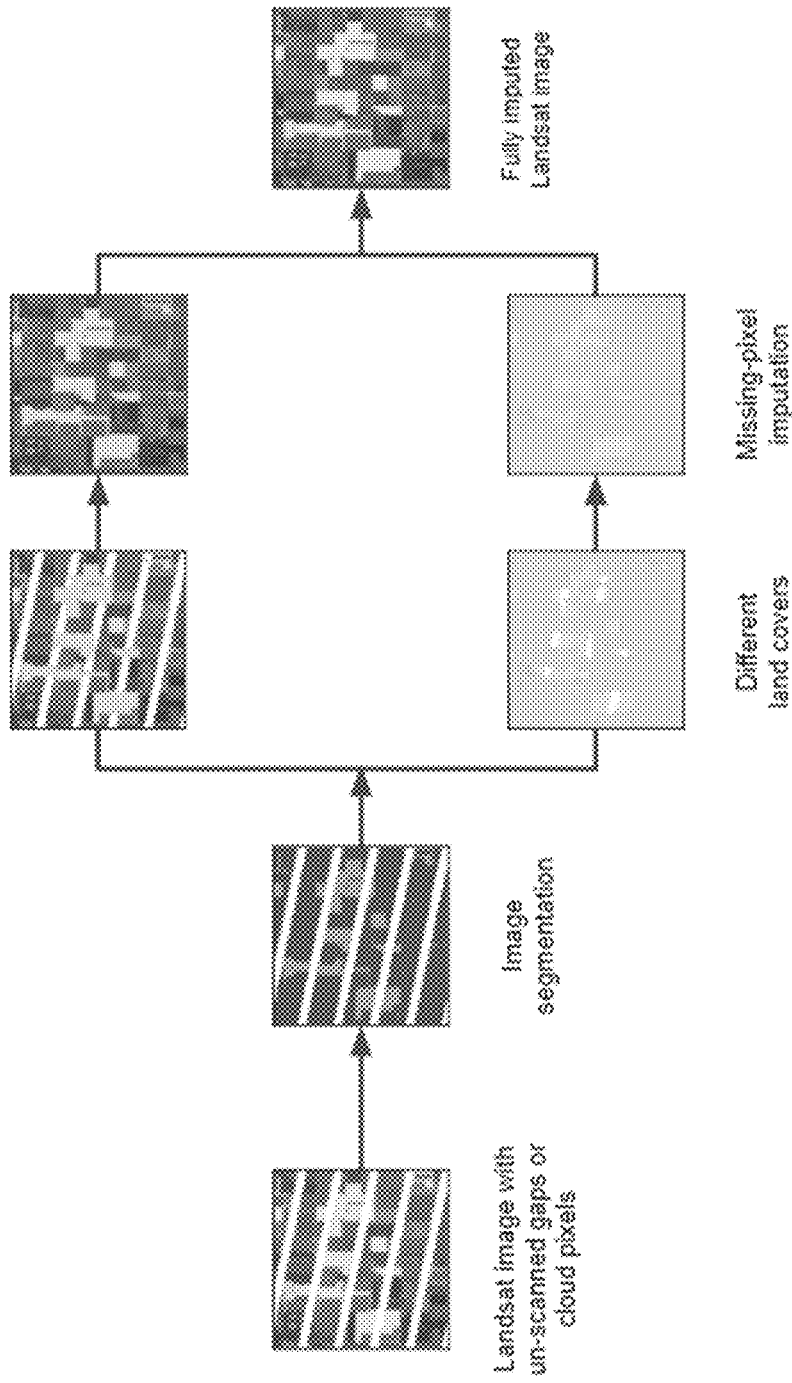 Landsat image with
un-scanned gaps or
cloud pixels
Image
segmentation
Different
land covers
Missing-pixel
imputation
Fully imputed
Landsat image